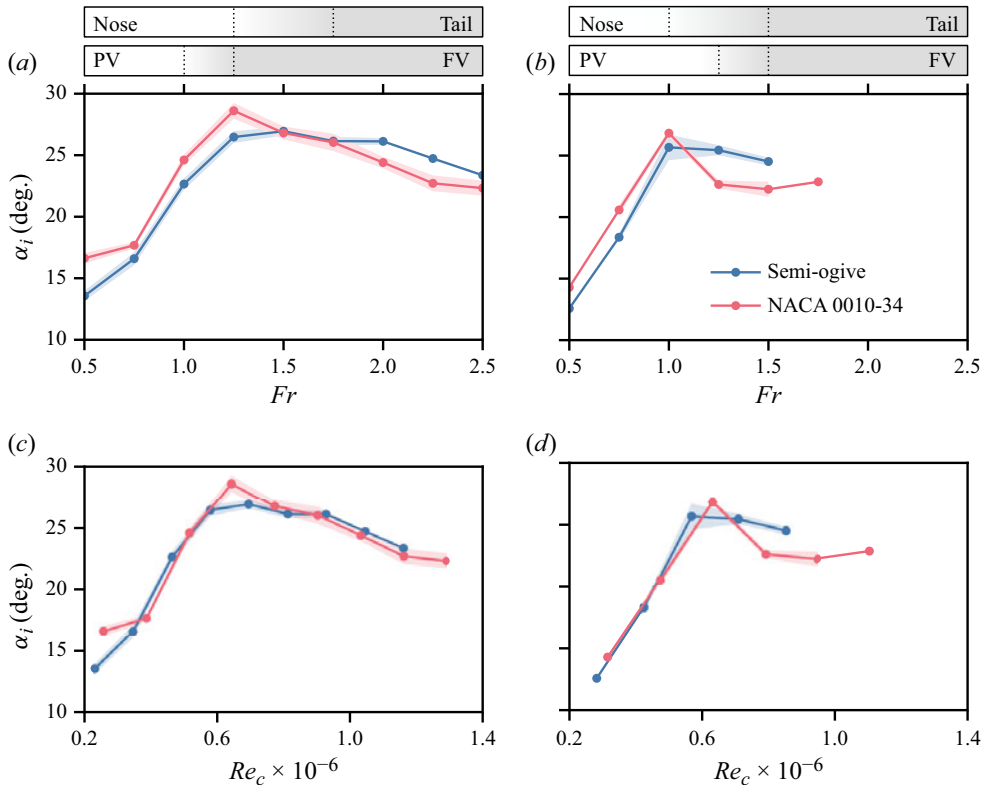 Nose Tail
PV FV
(a)
30
25
20
15
10
α_i (deg.)
0.5 1.0 1.5 2.0 2.5
Fr
Nose Tail
PV FV
(b)
Semi-ogive
NACA 0010-34
0.5 1.0 1.5 2.0 2.5
Fr
(c)
30
25
20
15
10
α_i (deg.)
0.2 0.6 1.0 1.4
Re_c × 10⁻⁶
(d)
0.2 0.6 1.0 1.4
Re_c × 10⁻⁶